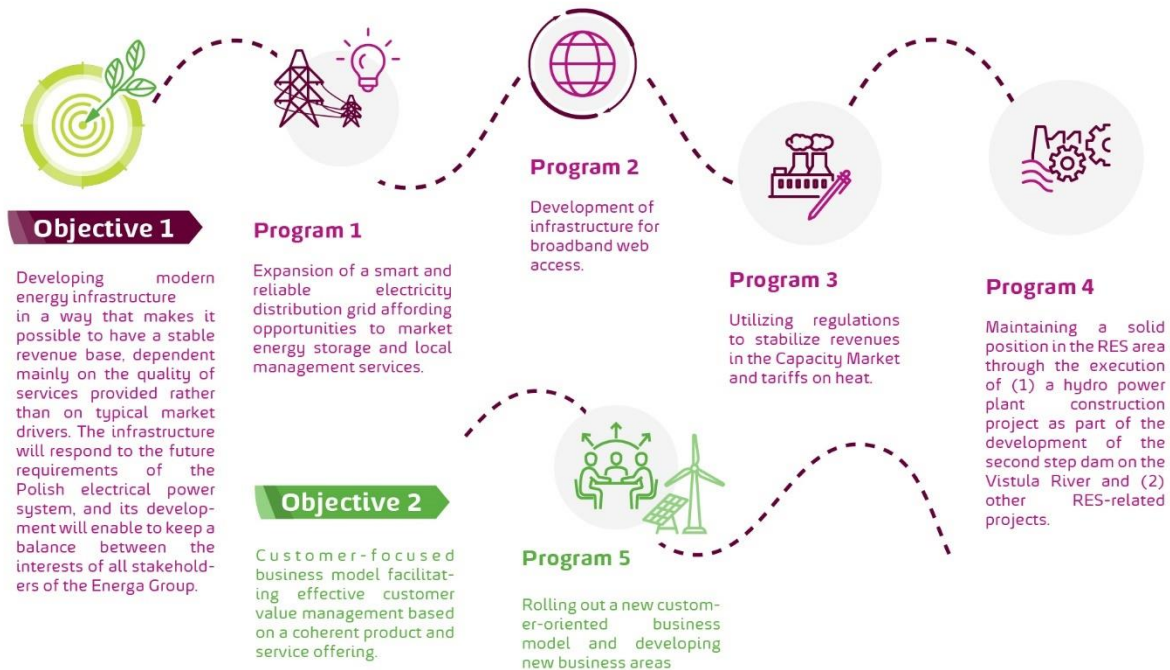 Objective 1
Developing modern
energy infrastructure
in a way that makes it
possible to have a stable
revenue base, dependent
mainly on the quality of
services provided rather
than on typical market
drivers. The infrastructure
will respond to the future
requirements of the
Polish electrical power
system, and its develop-
ment will enable to keep a
balance between the
interests of all stakehold-
ers of the Energa Group.
Program 1
Expansion of a smart and
reliable electricity
distribution grid affording
opportunities to market
energy storage and local
management services.
Program 2
Development of
infrastructure for
broadband web
access.
Program 3
Utilizing regulations
to stabilize revenues
in the Capacity Market
and tariffs on heat.
Program 4
Maintaining a solid
position in the RES area
through the execution
of (1) a hydro power
plant construction
project as part of the
development of the
second step dam on the
Vistula River and (2)
other RES-related
projects.
Objective 2
Customer-focused
business model facilitat-
ing effective customer
value management based
on a coherent product and
service offering.
Program 5
Rolling out a new custom-
er-oriented business
model and developing
new business areas